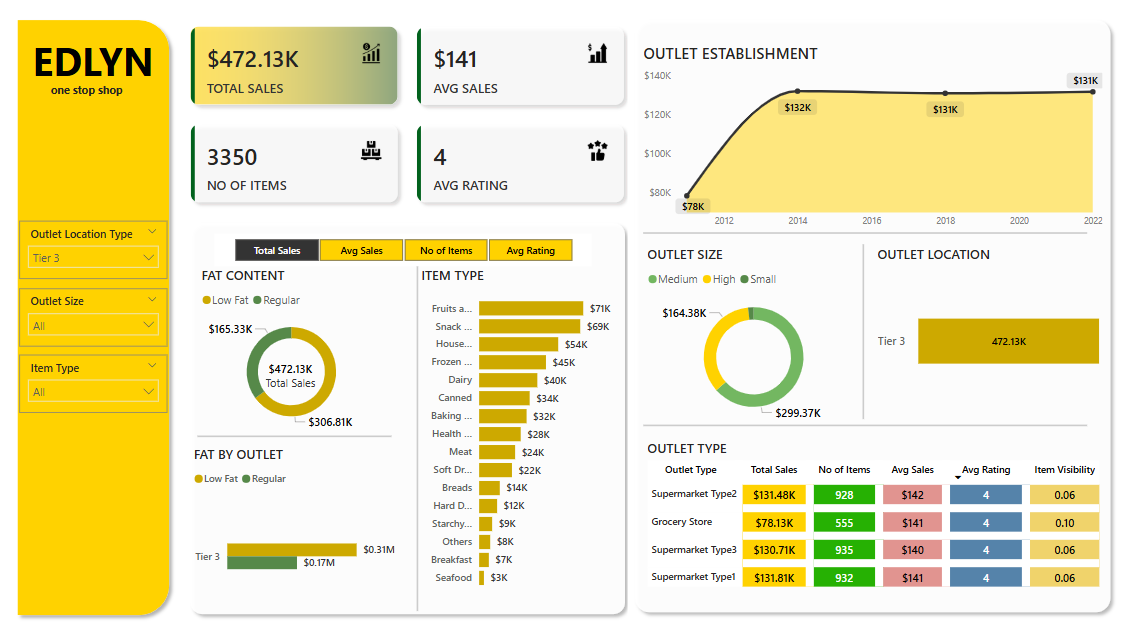 EDLYN
one stop shop
Outlet Location Type
Tier 3
Outlet Size
All
Item Type
All
$472.13K
TOTAL SALES
$141
AVG SALES
3350
NO OF ITEMS
4
AVG RATING
Total Sales Avg Sales No of Items Avg Rating
FAT CONTENT
Low Fat Regular
$165.33K
$472.13K
Total Sales
$306.81K
FAT BY OUTLET
Low Fat Regular
Tier 3
$0.31M
$0.17M
ITEM TYPE
Fruits a... $71K
Snack ... $69K
House... $54K
Frozen ... $45K
Dairy $40K
Canned $34K
Baking ... $32K
Health ... $28K
Meat $24K
Soft Dr... $22K
Breads $14K
Hard D... $12K
Starchy... $9K
Others $8K
Breakfast $7K
Seafood $3K
OUTLET ESTABLISHMENT
$140K
$120K
$100K
$80K
$78K
$132K
$131K
$131K
2012 2014 2016 2018 2020 2022
OUTLET SIZE
Medium High Small
$164.38K
$299.37K
OUTLET LOCATION
Tier 3 472.13K
OUTLET TYPE
Outlet Type Total Sales No of Items Avg Sales Avg Rating Item Visibility
Supermarket Type2 $131.48K 928 $142 4 0.06
Grocery Store $78.13K 555 $141 4 0.10
Supermarket Type3 $130.71K 935 $140 4 0.06
Supermarket Type1 $131.81K 932 $141 4 0.06